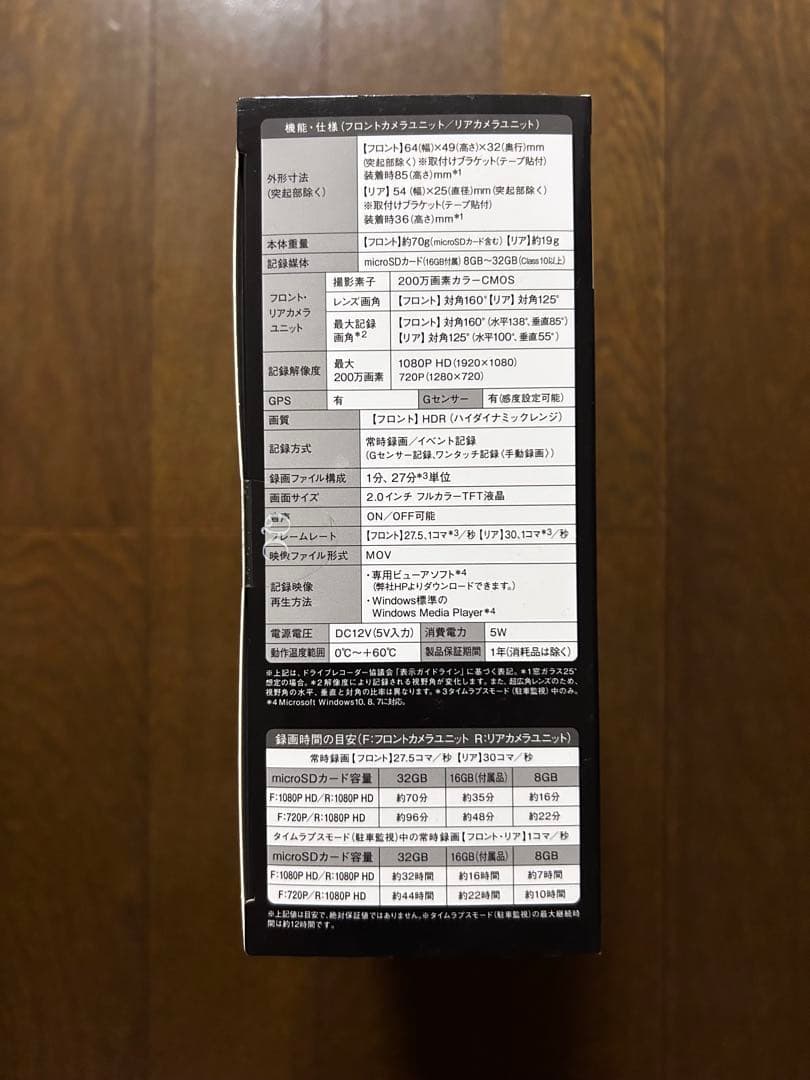 機能・仕様(フロントカメラユニット／リアカメラユニット)
外形寸法
(突起部除く)
【フロント】64(幅)×49(高さ)×32(奥行)mm
(突起部除く)※取付けブラケット(テープ貼付)
装着時85(高さ)mm*1
【リア】54(幅)×25(直径)mm(突起部除く)
※取付けブラケット(テープ貼付)
装着時36(高さ)mm*1
本体重量
【フロント】約70g(microSDカード含む)【リア】約19g
記録媒体
microSDカード(16GB付属)8GB～32GB(Class10以上)
フロント・
リアカメラ
ユニット
撮影素子
200万画素カラーCMOS
レンズ画角
【フロント】対角160°【リア】対角125°
最大記録
画角*2
【フロント】対角160°(水平138°、垂直85°)
【リア】対角125°(水平100°、垂直55°)
記録解像度
最大
200万画素
1080P HD(1920×1080)
720P(1280×720)
GPS
有
Gセンサー
有(感度設定可能)
画質
【フロント】HDR(ハイダイナミックレンジ)
記録方式
常時録画／イベント記録
(Gセンサー記録、ワンタッチ記録〈手動録画〉)
録画ファイル構成
1分、27分*3単位
画面サイズ
2.0インチ フルカラーTFT液晶
音声
ON／OFF可能
フレームレート
【フロント】27.5、1コマ*3／秒【リア】30、1コマ*3／秒
映像ファイル形式
MOV
記録映像
再生方法
・専用ビューアソフト*4
(弊社HPよりダウンロードできます。)
・Windows標準の
Windows Media Player*4
電源電圧
DC12V(5V入力)
消費電力
5W
動作温度範囲
0℃～+60℃
製品保証期間
1年(消耗品は除く)
※上記は、ドライブレコーダー協議会「表示ガイドライン」に基づく表記。*1窓ガラス25°
想定の場合。*2解像度により記録される視野角が変化します。また、超広角レンズのため、
視野角の水平、垂直と対角の比率は異なります。*3タイムラプスモード(駐車監視)中のみ。
*4 Microsoft Windows10、8、7に対応。
録画時間の目安(F:フロントカメラユニット R:リアカメラユニット)
常時録画【フロント】27.5コマ／秒【リア】30コマ／秒
microSDカード容量
32GB
16GB(付属品)
8GB
F:1080P HD/R:1080P HD
約70分
約35分
約16分
F:720P/R:1080P HD
約96分
約48分
約22分
タイムラプスモード(駐車監視)中の常時録画【フロント・リア】1コマ／秒
microSDカード容量
32GB
16GB(付属品)
8GB
F:1080P HD/R:1080P HD
約32時間
約16時間
約7時間
F:720P/R:1080P HD
約44時間
約22時間
約10時間
※上記値は目安で、絶対保証値ではありません。※タイムラプスモード(駐車監視)の最大継続時
間は約12時間です。